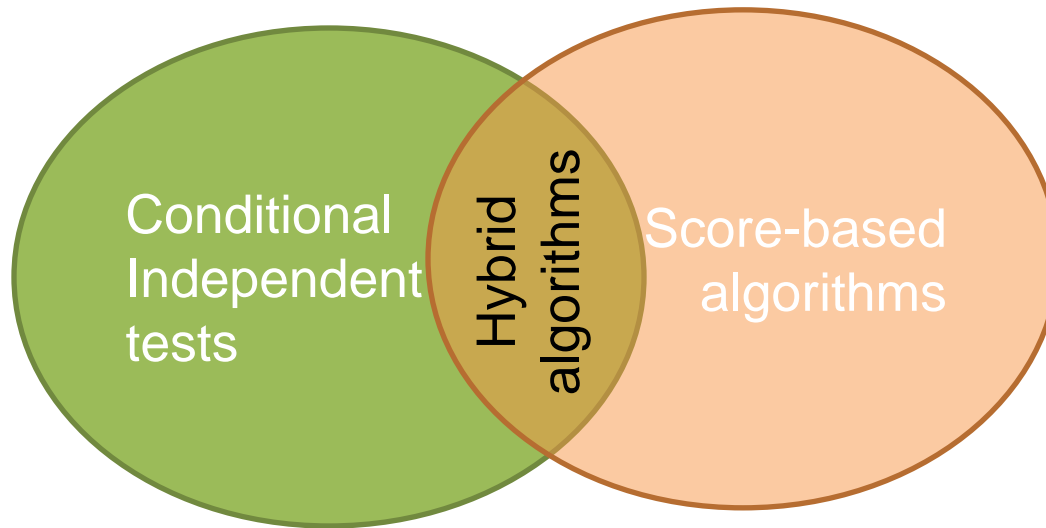 Conditional
Independent
tests
Hybrid
algorithms
Score-based
algorithms